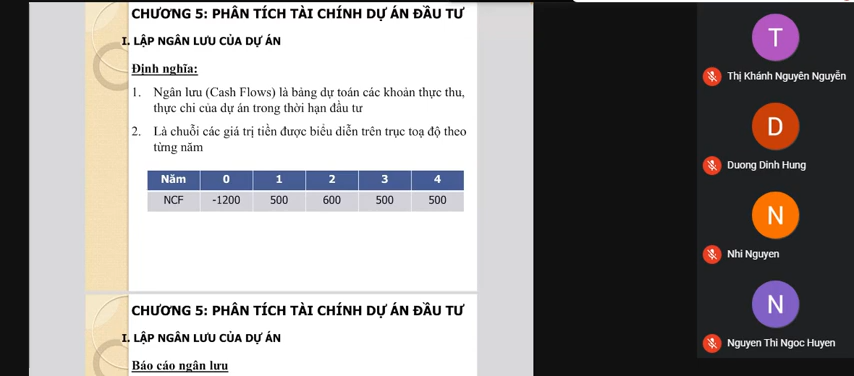 CHƯƠNG 5: PHÂN TÍCH TÀI CHÍNH DỰ ÁN ĐẦU TƯ
I. LẬP NGÂN LƯU CỦA DỰ ÁN
Định nghĩa:
1. Ngân lưu (Cash Flows) là bảng dự toán các khoản thực thu,
thực chi của dự án trong thời hạn đầu tư
2. Là chuỗi các giá trị tiền được biểu diễn trên trục toạ độ theo
từng năm
Năm 0 1 2 3 4
NCF -1200 500 600 500 500
CHƯƠNG 5: PHÂN TÍCH TÀI CHÍNH DỰ ÁN ĐẦU TƯ
I. LẬP NGÂN LƯU CỦA DỰ ÁN
Báo cáo ngân lưu
T
Thị Khánh Nguyên Nguyễn
D
Duong Dinh Hung
N
Nhi Nguyen
N
Nguyen Thi Ngoc Huyen